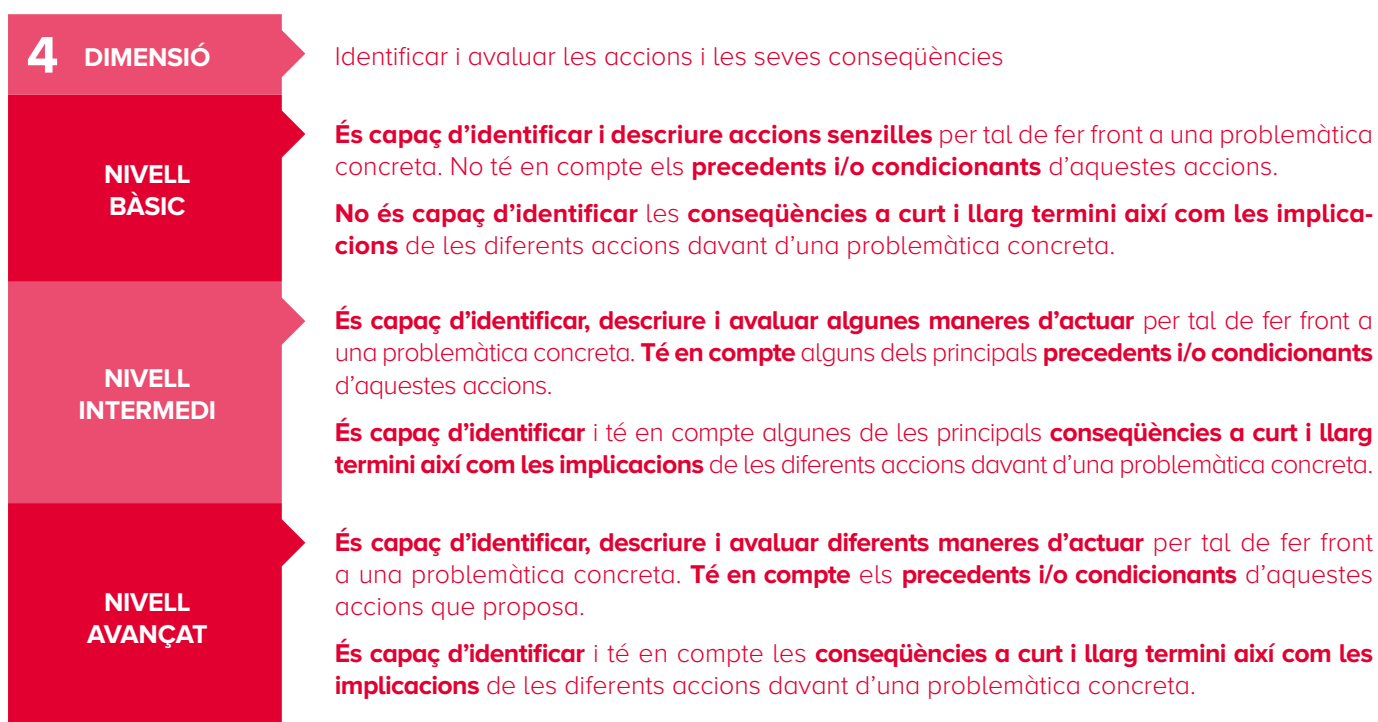 4 DIMENSIÓ
Identificar i avaluar les accions i les seves conseqüències
NIVELL
BÀSIC
És capaç d'identificar i descriure accions senzilles per tal de fer front a una problemàtica
concreta. No té en compte els precedents i/o condicionants d'aquestes accions.
No és capaç d'identificar les conseqüències a curt i llarg termini així com les implica-
cions de les diferents accions davant d'una problemàtica concreta.
NIVELL
INTERMEDI
És capaç d'identificar, descriure i avaluar algunes maneres d'actuar per tal de fer front a
una problemàtica concreta. Té en compte alguns dels principals precedents i/o condicionants
d'aquestes accions.
És capaç d'identificar i té en compte algunes de les principals conseqüències a curt i llarg
termini així com les implicacions de les diferents accions davant d'una problemàtica concreta.
NIVELL
AVANÇAT
És capaç d'identificar, descriure i avaluar diferents maneres d'actuar per tal de fer front
a una problemàtica concreta. Té en compte els precedents i/o condicionants d'aquestes
accions que proposa.
És capaç d'identificar i té en compte les conseqüències a curt i llarg termini així com les
implicacions de les diferents accions davant d'una problemàtica concreta.